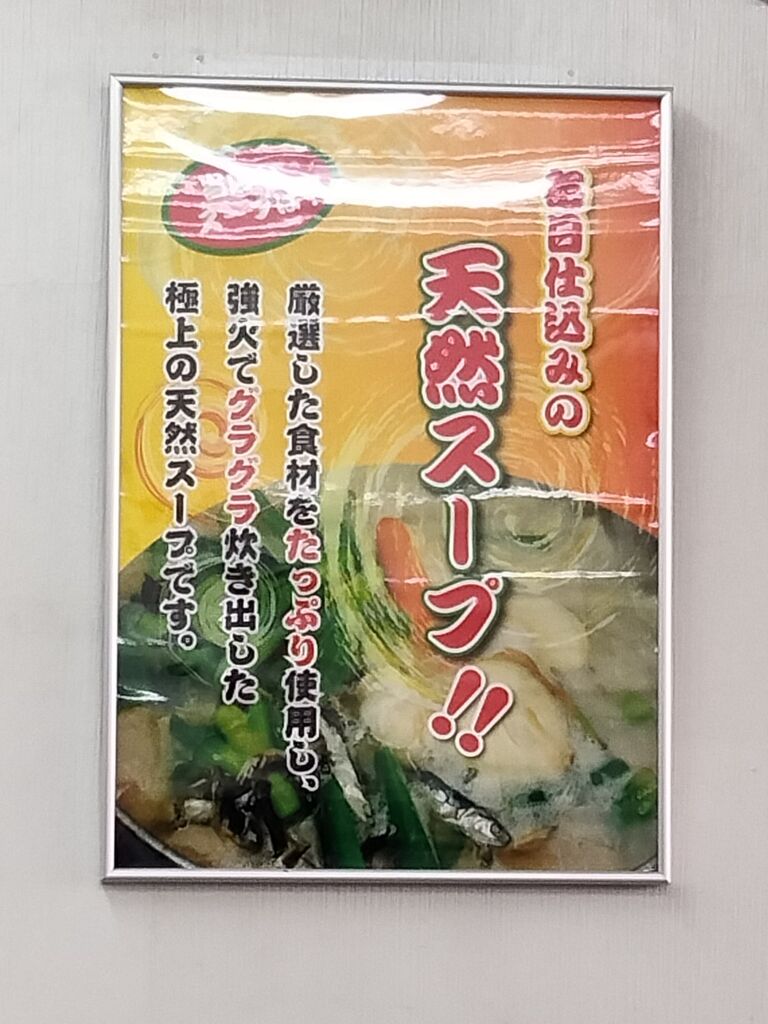 毎日仕込みの
天然スープ!!
厳選した食材をたっぷり使用し、
強火でグラグラ炊き出した
極上の天然スープです。